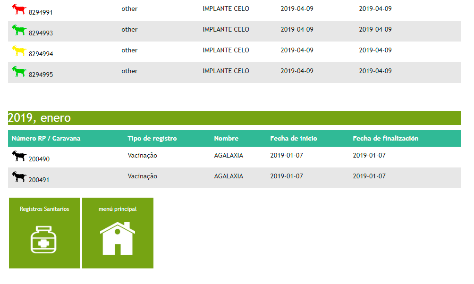 8294991 other IMPLANTE CELO 2019-04-09 2019-04-09
8294993 other IMPLANTE CELO 2019-04-09 2019-04-09
8294994 other IMPLANTE CELO 2019-04-09 2019-04-09
8294995 other IMPLANTE CELO 2019-04-09 2019-04-09
2019, enero
Número RP / Caravana Tipo de registro Nombre Fecha de inicio Fecha de finalización
200490 Vacinação AGALAXIA 2019-01-07 2019-01-07
200491 Vacinação AGALAXIA 2019-01-07 2019-01-07
Registros Sanitarios menú principal